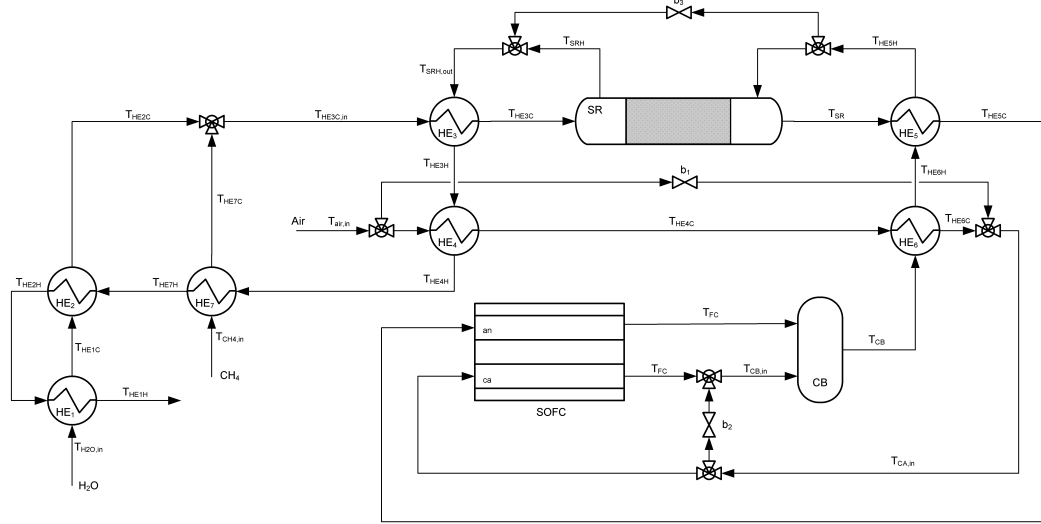 b3
TSRH
THE5H
TSRH,out
SR
THE2C
THE3C,in
HE3
THE3C
TSR
HE5
THE5C
THE3H
THE6H
b1
THE7C
Air
Tair,in
HE4
THE4C
HE6
THE6C
THE2H
HE2
THE7H
HE7
THE4H
TCH4,in
THE1C
CH4
an
TFC
TCB
ca
TFC
TCB,in
CB
SOFC
HE1
THE1H
b2
TH2O,in
TCA,in
H2O